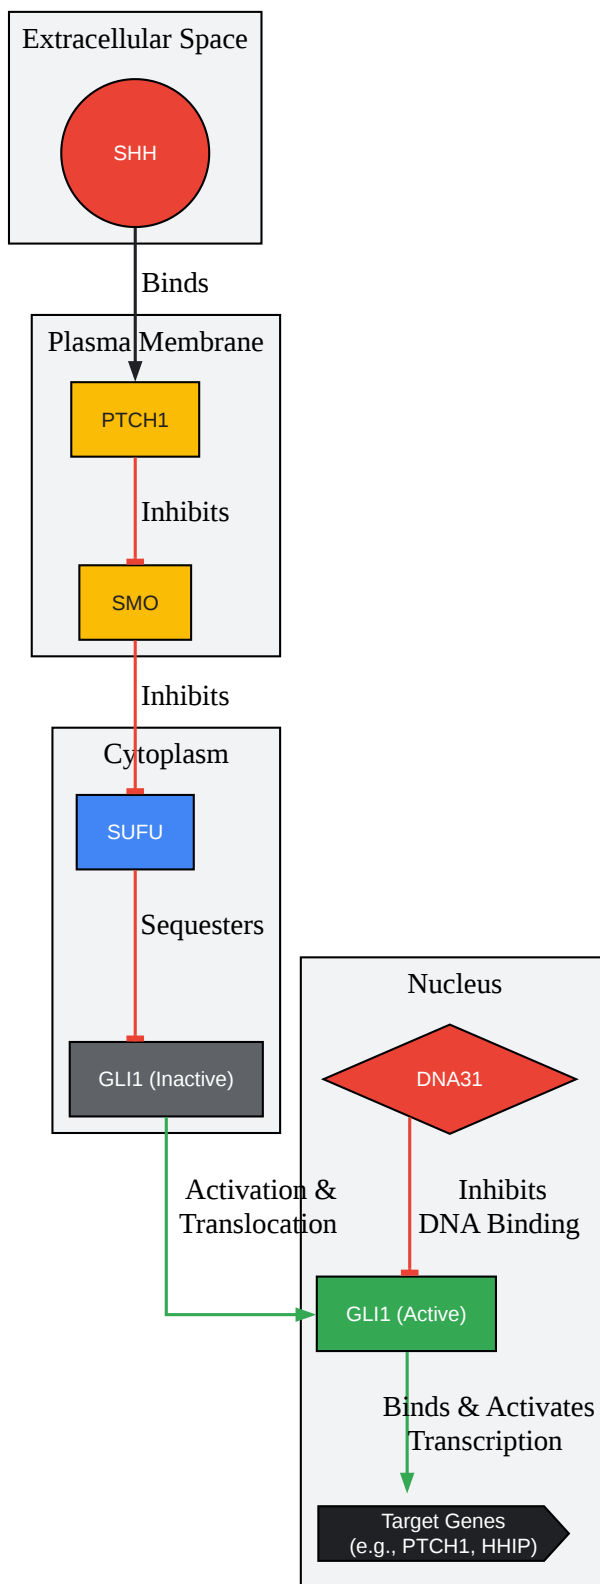 Extracellular Space
SHH
Binds
Plasma Membrane
PTCH1
Inhibits
SMO
Inhibits
Cytoplasm
SUFU
Sequesters
GLI1 (Inactive)
Nucleus
DNA31
Activation &
Translocation
Inhibits
DNA Binding
GLI1 (Active)
Binds & Activates
Transcription
Target Genes
(e.g., PTCH1, HHIP)